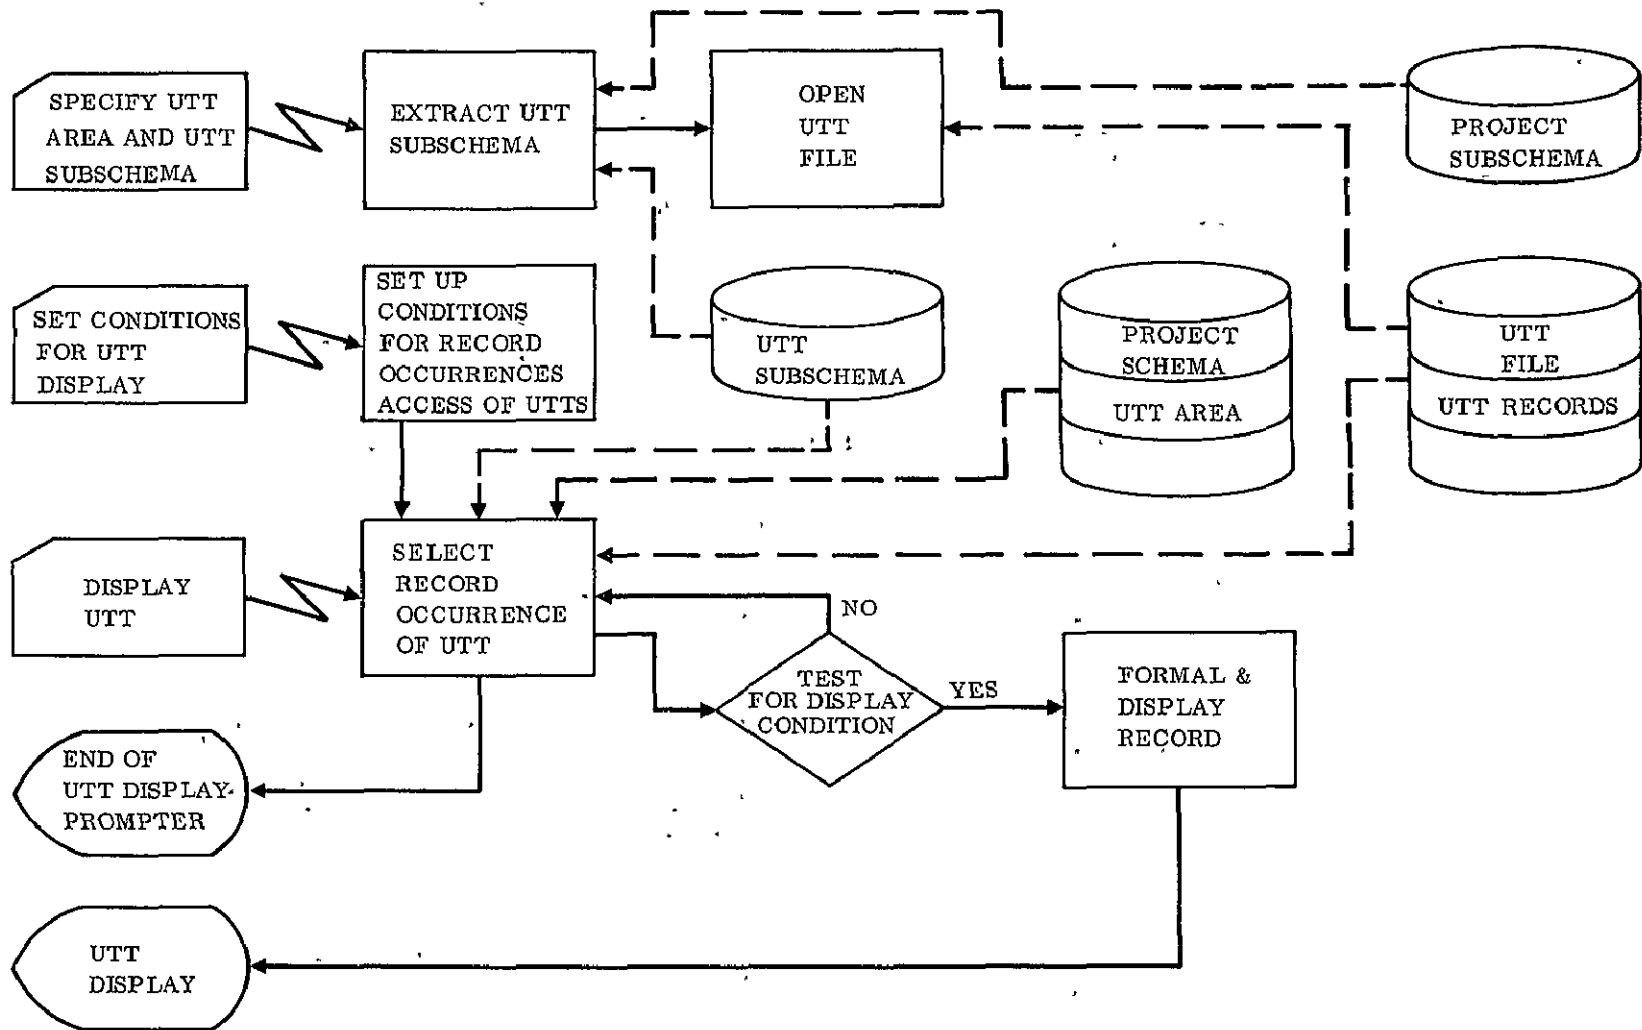 SPECIFY UTT
AREA AND UTT
SUBSCHEMA
EXTRACT UTT
SUBSCHEMA
OPEN
UTT
FILE
PROJECT
SUBSCHEMA
SET CONDITIONS
FOR UTT
DISPLAY
SET UP
CONDITIONS
FOR RECORD
OCCURRENCES
ACCESS OF UTTS
UTT
SUBSCHEMA
PROJECT
SCHEMA
UTT AREA
UTT
FILE
UTT RECORDS
DISPLAY
UTT
SELECT
RECORD
OCCURRENCE
OF UTT
NO
TEST
FOR DISPLAY
CONDITION
YES
FORMAL &
DISPLAY
RECORD
END OF
UTT DISPLAY
PROMPTER
UTT
DISPLAY